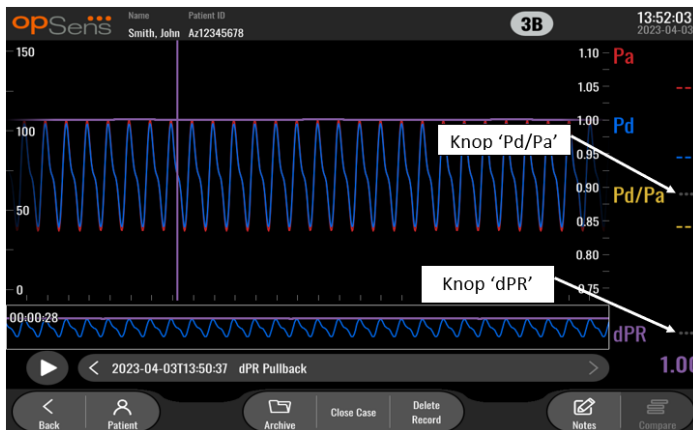 opSens
Name Patient ID
Smith, John Az12345678
3B
13:52:03
2023-04-03
150
100
50
0
1.10
1.05
1.00
0.95
0.90
0.85
0.80
0.75
Pa
--
Pd
--
Knop ‘Pd/Pa’
Pd/Pa
--
Knop ‘dPR’
dPR
1.00
00:00:28
< 2023-04-03T13:50:37 dPR Pullback >
Back
Patient
Archive
Close Case
Delete
Record
Notes
Compare